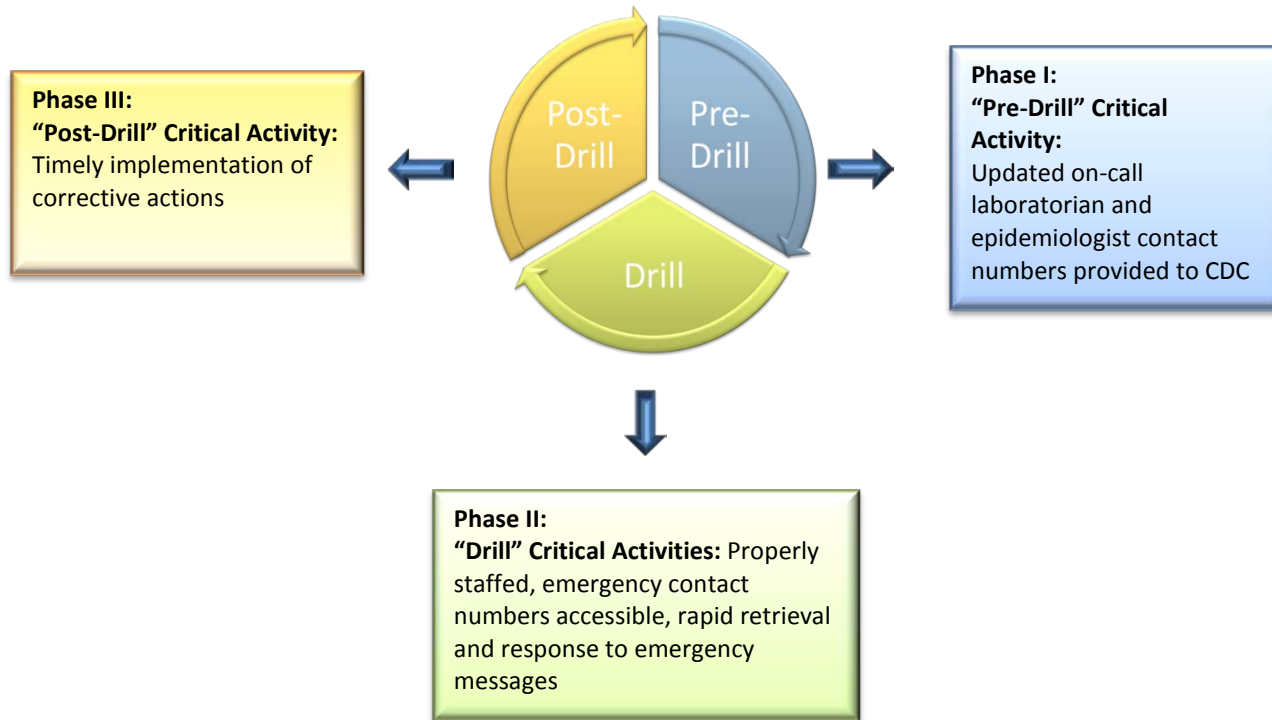 Post-
Drill
Pre-
Drill
Drill
Phase III:
“Post-Drill” Critical Activity:
Timely implementation of
corrective actions
Phase I:
“Pre-Drill” Critical
Activity:
Updated on-call
laboratorian and
epidemiologist contact
numbers provided to CDC
Phase II:
“Drill” Critical Activities: Properly
staffed, emergency contact
numbers accessible, rapid retrieval
and response to emergency
messages